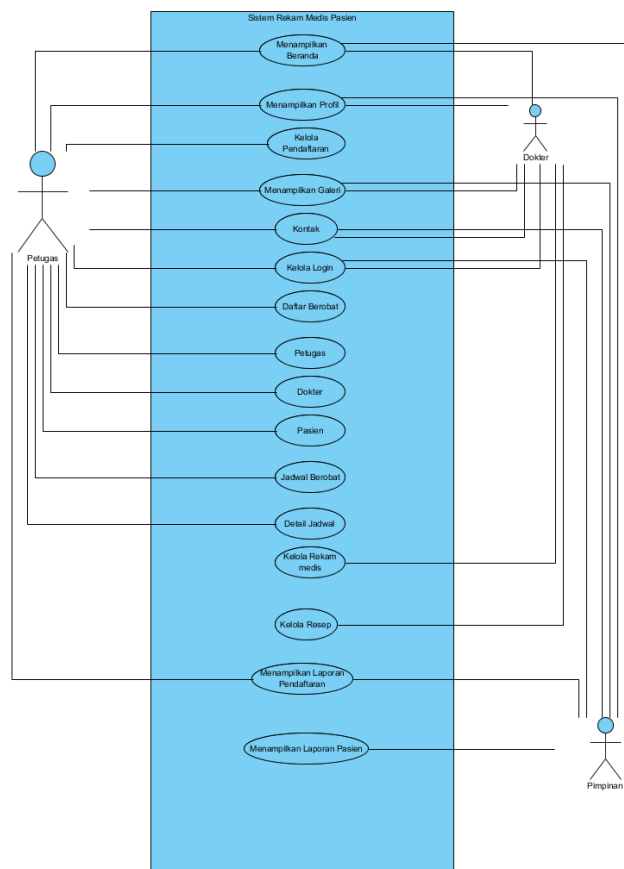 Sistem Rekam Medis Pasien
Menampilkan
Beranda
Menampilkan Profil
Dokter
Kelola
Pendaftaran
Menampilkan Galeri
Petugas
Kontak
Kelola Login
Daftar Berobat
Petugas
Dokter
Pasien
Jadwal Berobat
Detail Jadwal
Kelola Rekam
medis
Kelola Resep
Menampilkan Laporan
Pendaftaran
Menampilkan Laporan Pasien
Pimpinan